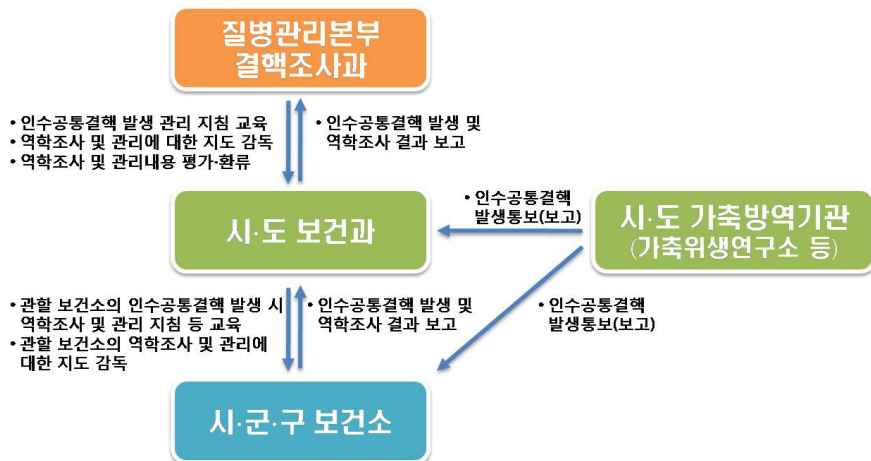 질병관리본부
결핵조사과
• 인수공통결핵 발생 관리 지침 교육
• 역학조사 및 관리에 대한 지도 감독
• 역학조사 및 관리내용 평가·환류
• 인수공통결핵 발생 및
역학조사 결과 보고
시·도 보건과
• 인수공통결핵
발생통보(보고)
시·도 가축방역기관
(가축위생연구소 등)
• 관할 보건소의 인수공통결핵 발생 시
역학조사 및 관리 지침 등 교육
• 관할 보건소의 역학조사 및 관리에
대한 지도 감독
• 인수공통결핵 발생 및
역학조사 결과 보고
• 인수공통결핵
발생통보(보고)
시·군·구 보건소